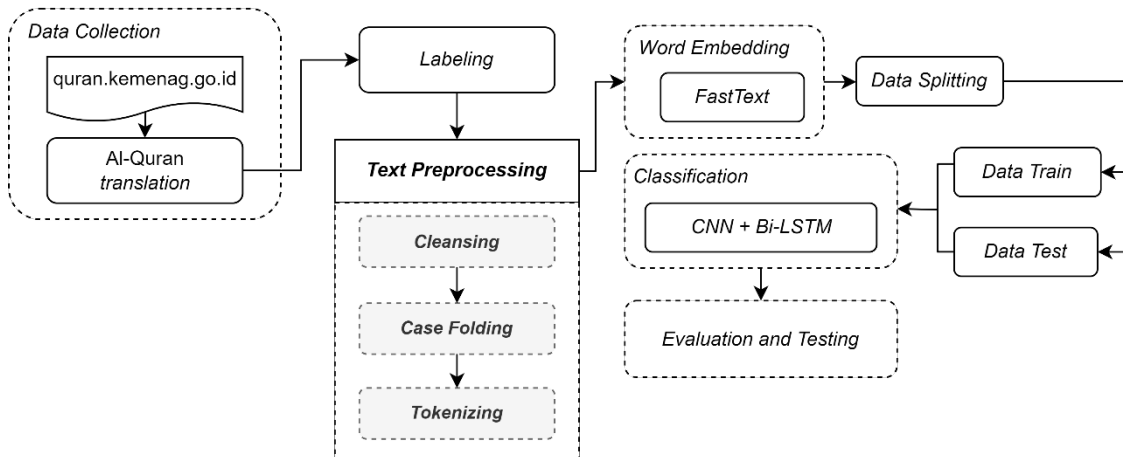 Data Collection
quran.kemenag.go.id
Al-Quran
translation
Labeling
Text Preprocessing
Cleansing
Case Folding
Tokenizing
Word Embedding
FastText
Data Splitting
Data Train
Data Test
Classification
CNN + Bi-LSTM
Evaluation and Testing